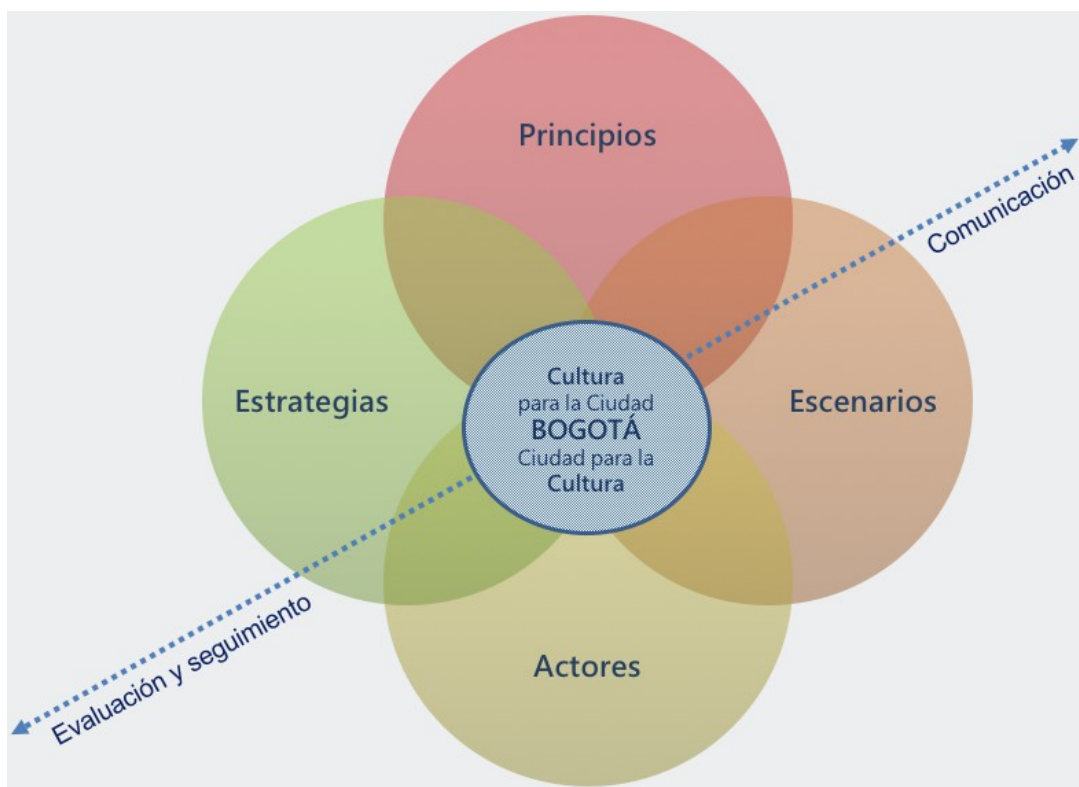 Principios
Comunicación
Estrategias
Cultura
para la Ciudad
BOGOTÁ
Ciudad para la
Cultura
Escenarios
Evaluación y seguimiento
Actores